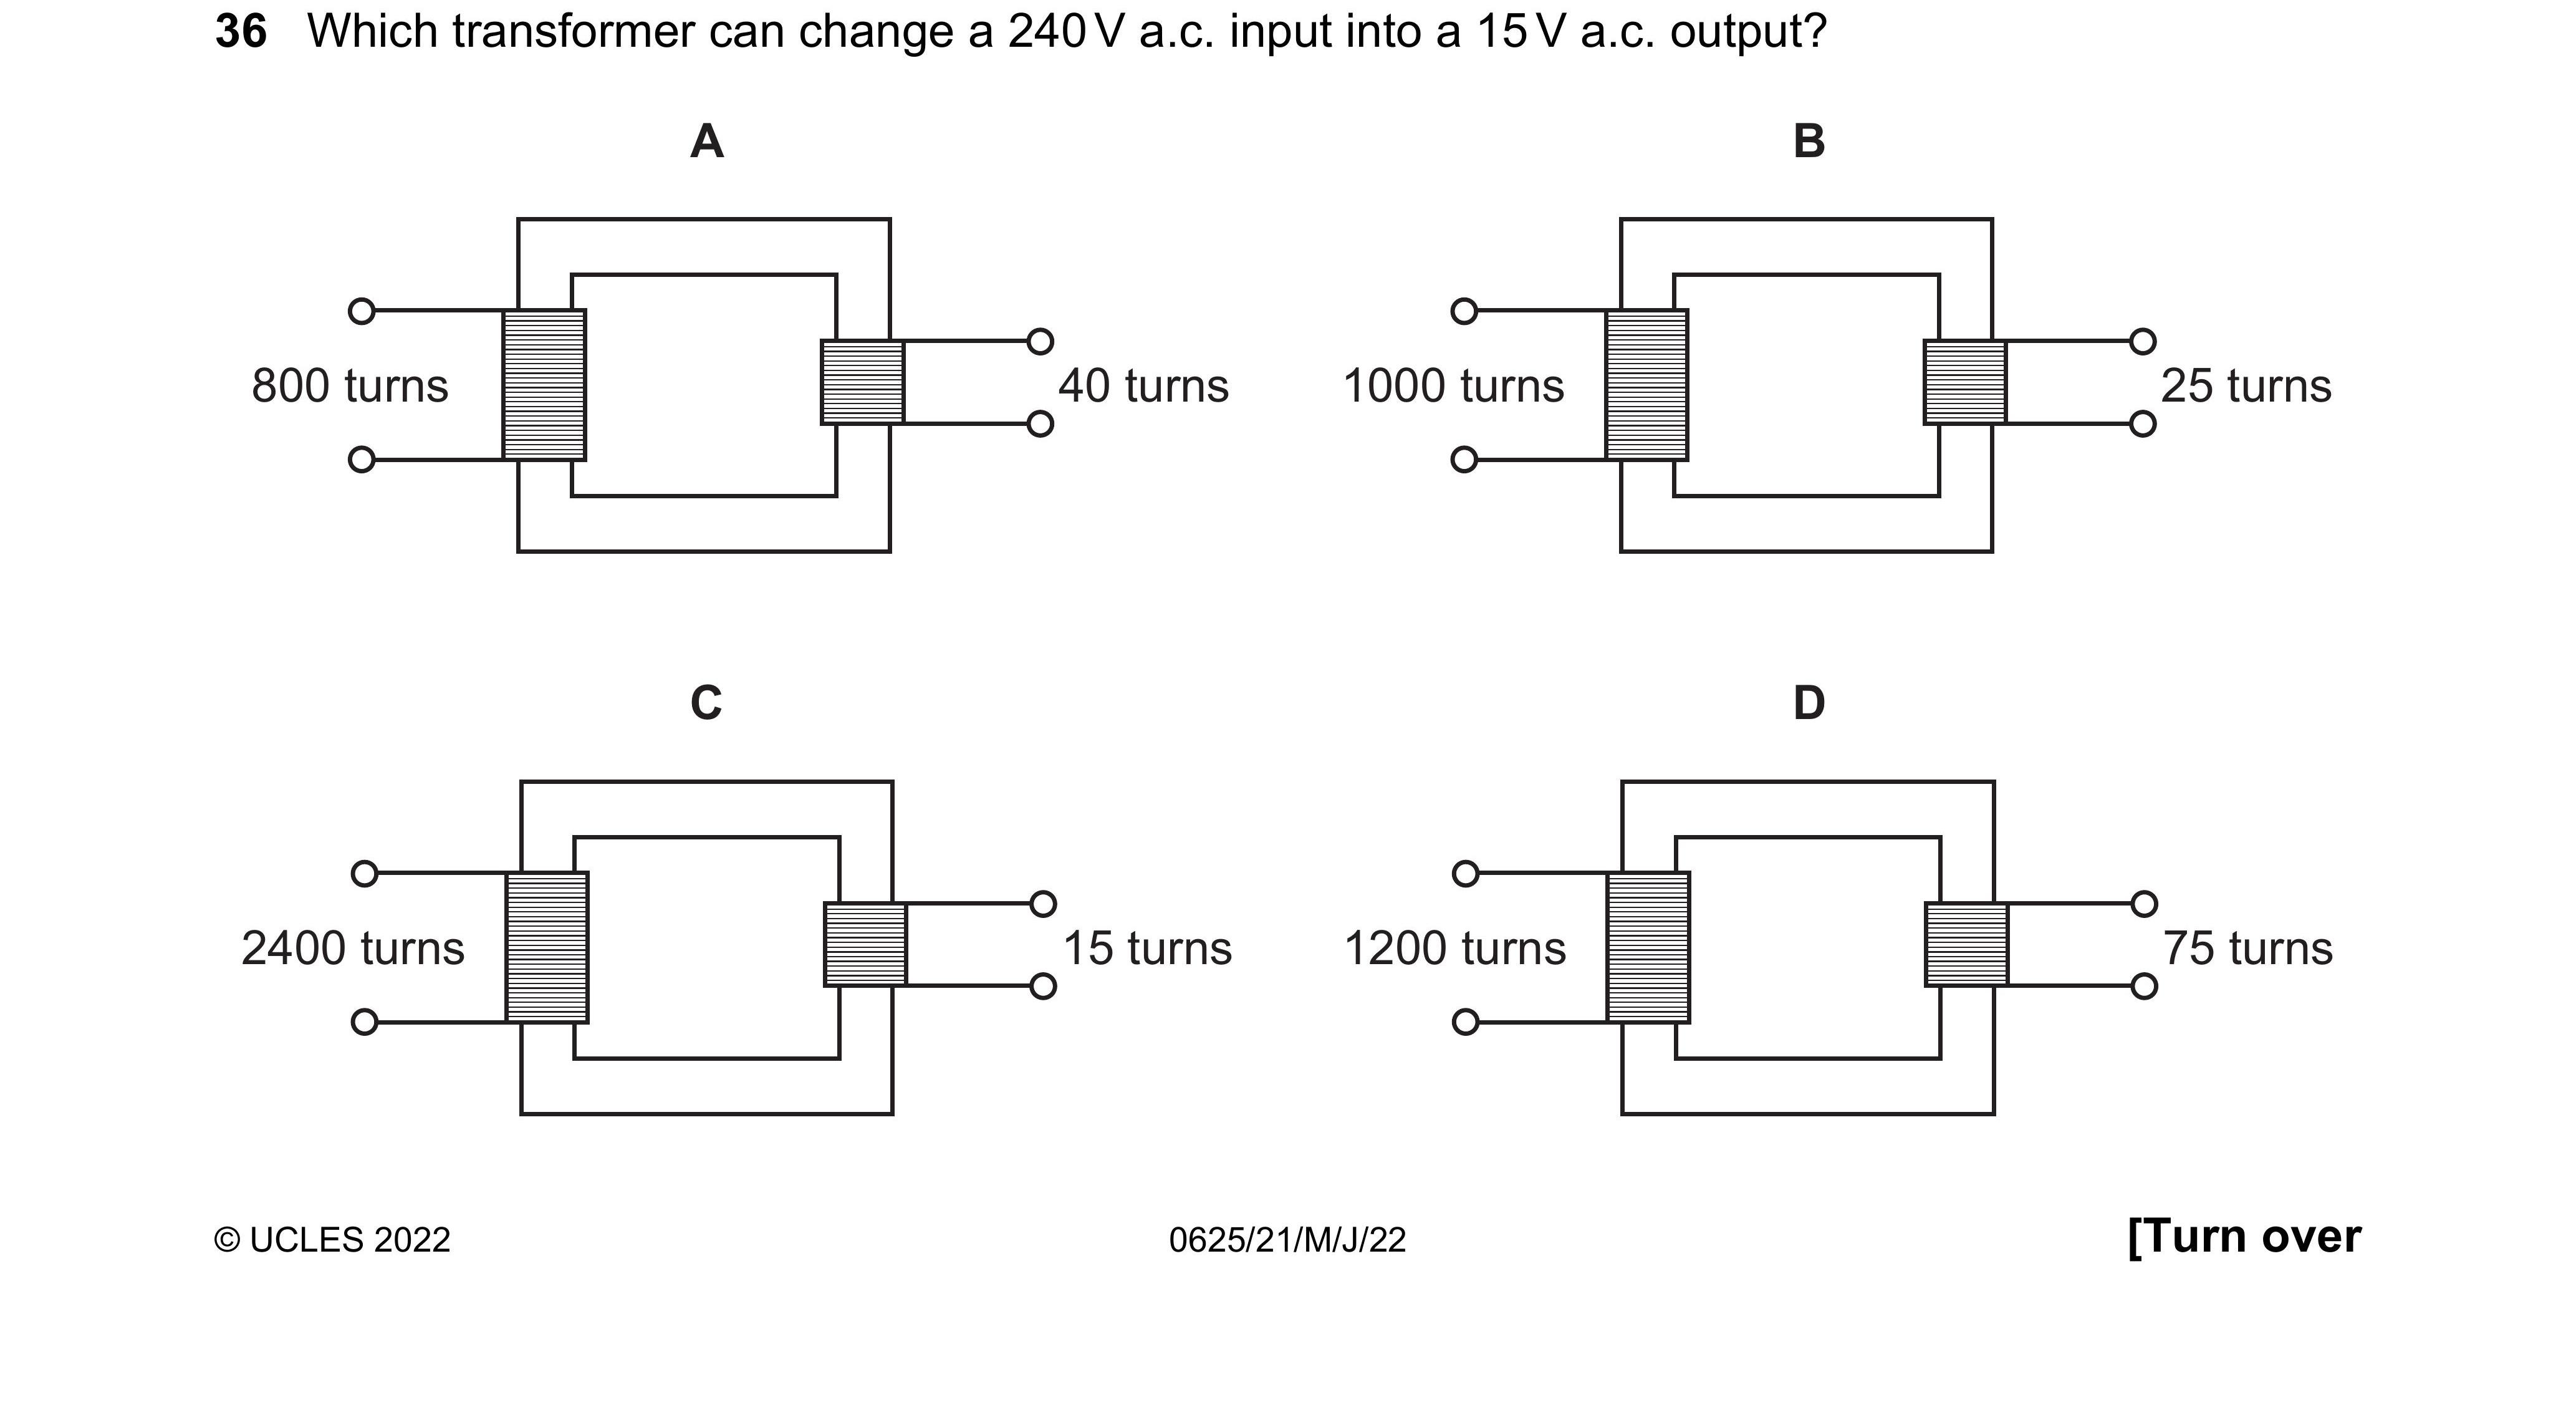 36 Which transformer can change a 240 V a.c. input into a 15 V a.c. output?
A
B
800 turns
40 turns
1000 turns
25 turns
C
D
2400 turns
15 turns
1200 turns
75 turns
© UCLES 2022
0625/21/M/J/22
[Turn over